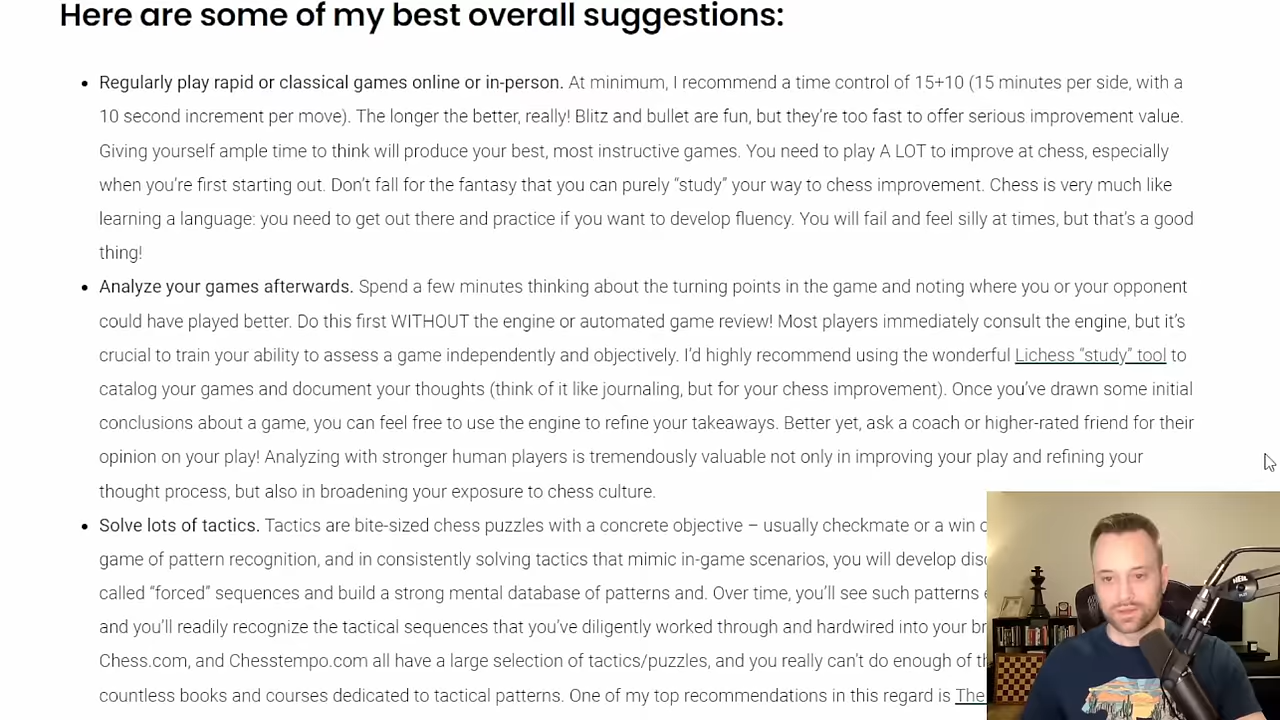 Here are some of my best overall suggestions:
• Regularly play rapid or classical games online or in-person. At minimum, I recommend a time control of 15+10 (15 minutes per side, with a
10 second increment per move). The longer the better, really! Blitz and bullet are fun, but they’re too fast to offer serious improvement value.
Giving yourself ample time to think will produce your best, most instructive games. You need to play A LOT to improve at chess, especially
when you’re first starting out. Don’t fall for the fantasy that you can purely “study” your way to chess improvement. Chess is very much like
learning a language: you need to get out there and practice if you want to develop fluency. You will fail and feel silly at times, but that’s a good
thing!
• Analyze your games afterwards. Spend a few minutes thinking about the turning points in the game and noting where you or your opponent
could have played better. Do this first WITHOUT the engine or automated game review! Most players immediately consult the engine, but it’s
crucial to train your ability to assess a game independently and objectively. I’d highly recommend using the wonderful Lichess “study” tool to
catalog your games and document your thoughts (think of it like journaling, but for your chess improvement). Once you’ve drawn some initial
conclusions about a game, you can feel free to use the engine to refine your takeaways. Better yet, ask a coach or higher-rated friend for their
opinion on your play! Analyzing with stronger human players is tremendously valuable not only in improving your play and refining your
thought process, but also in broadening your exposure to chess culture.
• Solve lots of tactics. Tactics are bite-sized chess puzzles with a concrete objective – usually checkmate or a win
game of pattern recognition, and in consistently solving tactics that mimic in-game scenarios, you will develop
called “forced” sequences and build a strong mental database of patterns and. Over time, you’ll see such patterns
and you’ll readily recognize the tactical sequences that you’ve diligently worked through and hardwired into your
Chess.com, and Chesstempo.com all have a large selection of tactics/puzzles, and you really can’t do enough of
countless books and courses dedicated to tactical patterns. One of my top recommendations in this regard is The